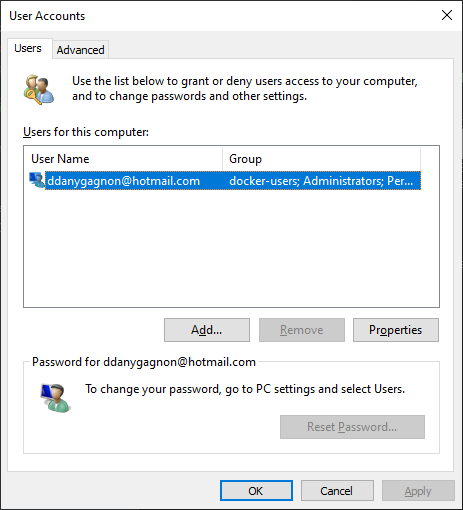 User Accounts
Users
Advanced
Use the list below to grant or deny users access to your computer,
and to change passwords and other settings.
Users for this computer:
User Name
Group
ddanygagnon@hotmail.com
docker-users; Administrators; Per...
Add...
Remove
Properties
Password for ddanygagnon@hotmail.com
To change your password, go to PC settings and select Users.
Reset Password...
OK
Cancel
Apply